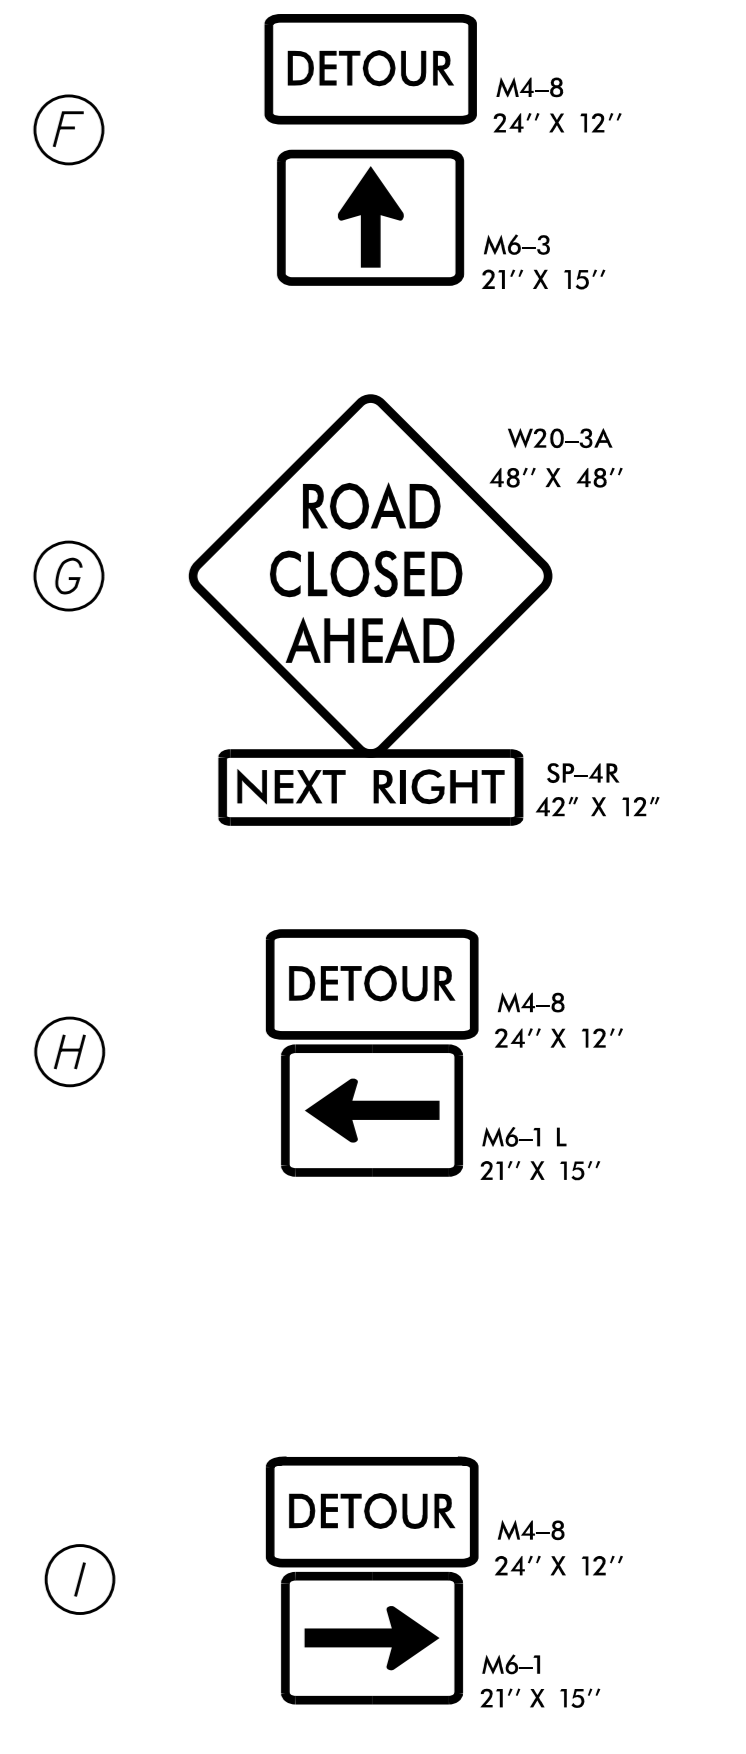 F
DETOUR
M4–8
24'' X 12''
M6–3
21'' X 15''
G
W20–3A
48'' X 48''
ROAD
CLOSED
AHEAD
NEXT RIGHT
SP–4R
42" X 12"
H
DETOUR
M4–8
24'' X 12''
M6–1 L
21'' X 15''
I
DETOUR
M4–8
24'' X 12''
M6–1
21'' X 15''